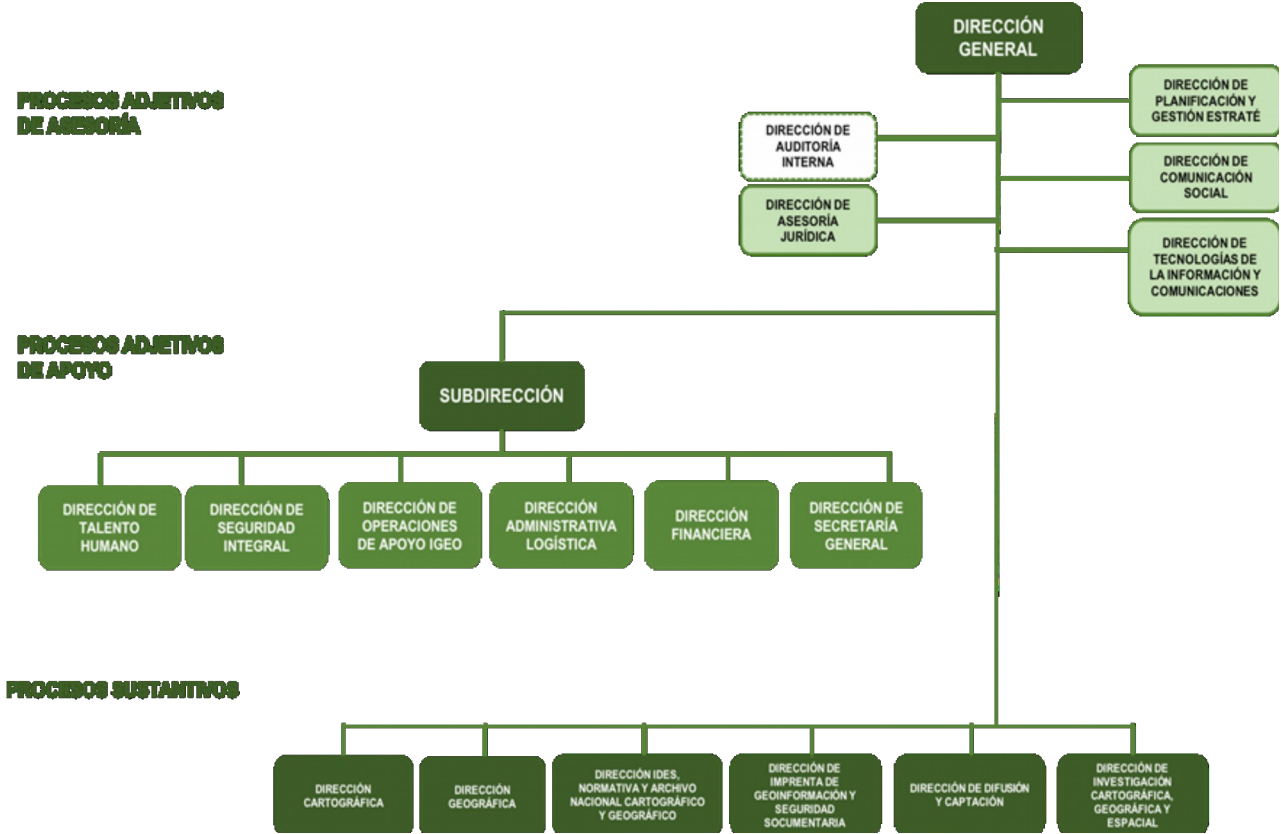 DIRECCIÓN
GENERAL
PROCESOS ADJETIVOS
DE ASESORÍA
DIRECCIÓN DE
PLANIFICACIÓN Y
GESTIÓN ESTRATÉ
DIRECCIÓN DE
AUDITORÍA
INTERNA
DIRECCIÓN DE
COMUNICACIÓN
SOCIAL
DIRECCIÓN DE
ASESORÍA
JURÍDICA
DIRECCIÓN DE
TECNOLOGÍAS DE
LA INFORMACIÓN Y
COMUNICACIONES
PROCESOS ADJETIVOS
DE APOYO
SUBDIRECCIÓN
DIRECCIÓN DE
TALENTO
HUMANO
DIRECCIÓN DE
SEGURIDAD
INTEGRAL
DIRECCIÓN DE
OPERACIONES
DE APOYO IGEO
DIRECCIÓN
ADMINISTRATIVA
LOGÍSTICA
DIRECCIÓN
FINANCIERA
DIRECCIÓN DE
SECRETARÍA
GENERAL
PROCESOS SUSTANTIVOS
DIRECCIÓN
CARTOGRÁFICA
DIRECCIÓN
GEOGRÁFICA
DIRECCIÓN IDES,
NORMATIVA Y ARCHIVO
NACIONAL CARTOGRÁFICO
Y GEOGRÁFICO
DIRECCIÓN DE
IMPRENTA DE
GEOINFORMACIÓN Y
SEGURIDAD
SOCUMENTARIA
DIRECCIÓN DE DIFUSIÓN
Y CAPTACIÓN
DIRECCIÓN DE
INVESTIGACIÓN
CARTOGRÁFICA,
GEOGRÁFICA Y
ESPACIAL